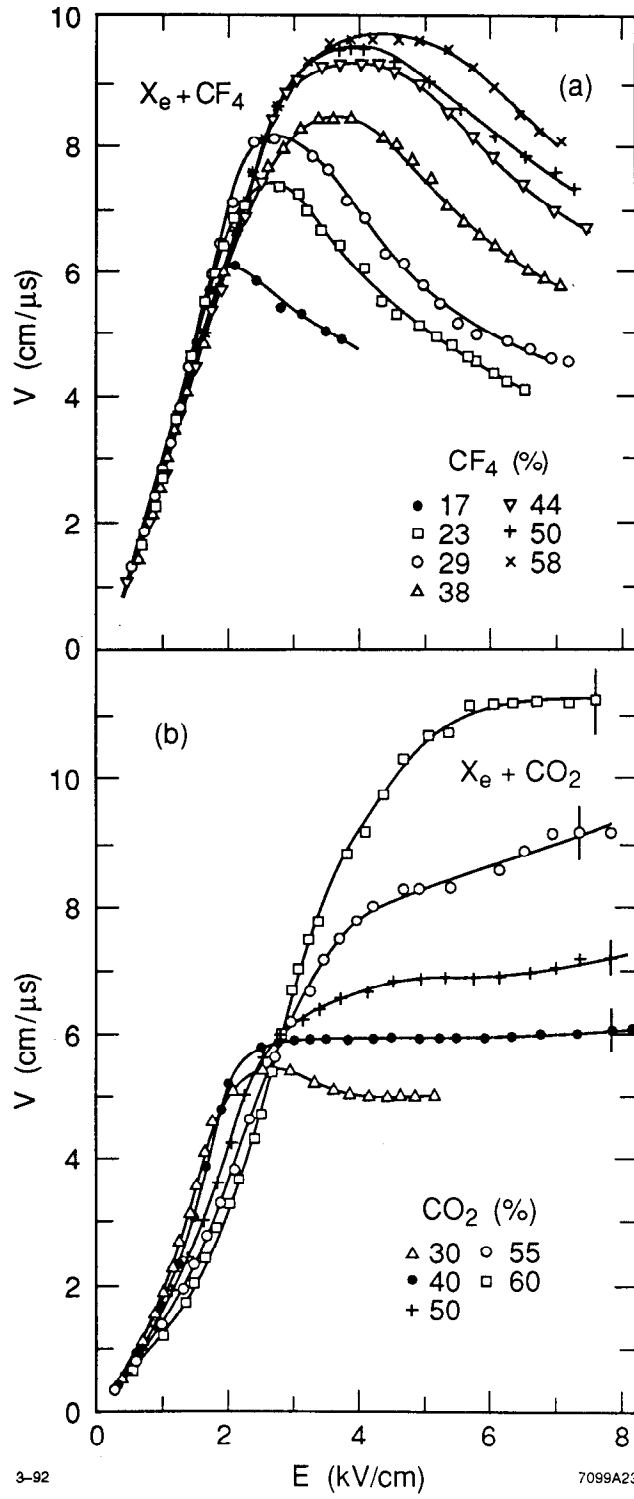 (a)
Xe + CF4
10
8
6
4
2
0
V (cm/μs)
CF4 (%)
17 44
23 50
29 58
38
(b)
Xe + CO2
10
8
6
4
2
0
V (cm/μs)
CO2 (%)
30 55
40 60
50
0 2 4 6 8
E (kV/cm)
3–92
7099A23